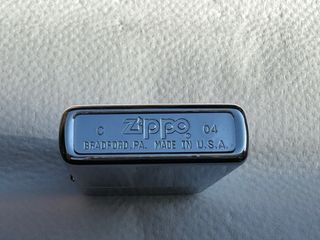 C Zippo 04
BRADFORD, PA. MADE IN U.S.A.